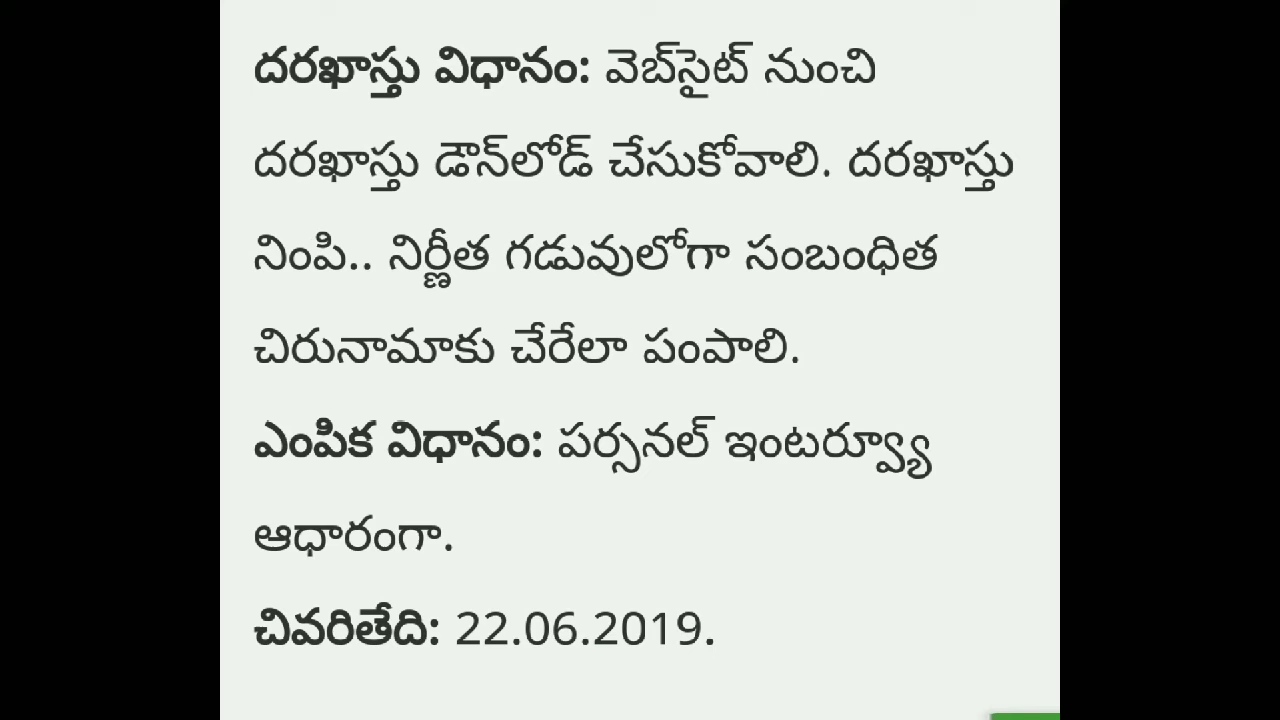 దరఖాస్తు విధానం: వెబ్‌సైట్ నుంచి
దరఖాస్తు డౌన్‌లోడ్ చేసుకోవాలి. దరఖాస్తు
నింపి.. నిర్ణీత గడువులోగా సంబంధిత
చిరునామాకు చేరేలా పంపాలి.
ఎంపిక విధానం: పర్సనల్ ఇంటర్వ్యూ
ఆధారంగా.
చివరితేది: 22.06.2019.